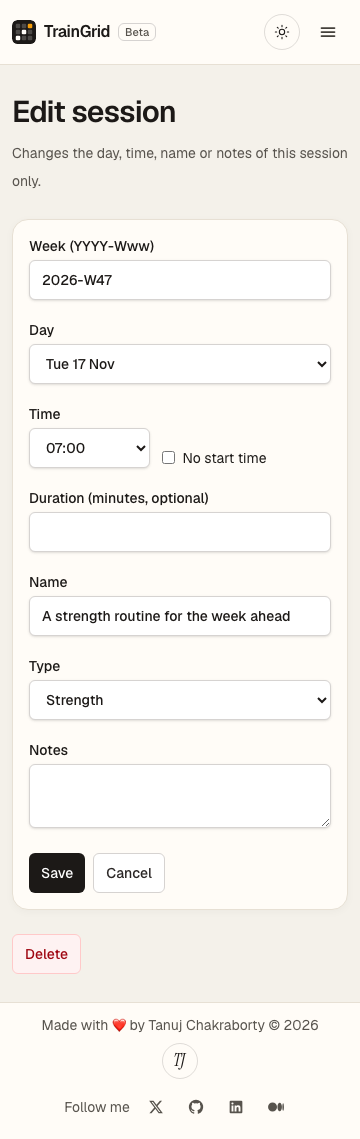 TrainGrid Beta
Edit session
Changes the day, time, name or notes of this session
only.
Week (YYYY-Www)
2026-W47
Day
Tue 17 Nov
Time
07:00
No start time
Duration (minutes, optional)
Name
A strength routine for the week ahead
Type
Strength
Notes
Save Cancel
Delete
Made with ❤️ by Tanuj Chakraborty © 2026
TJ
Follow me